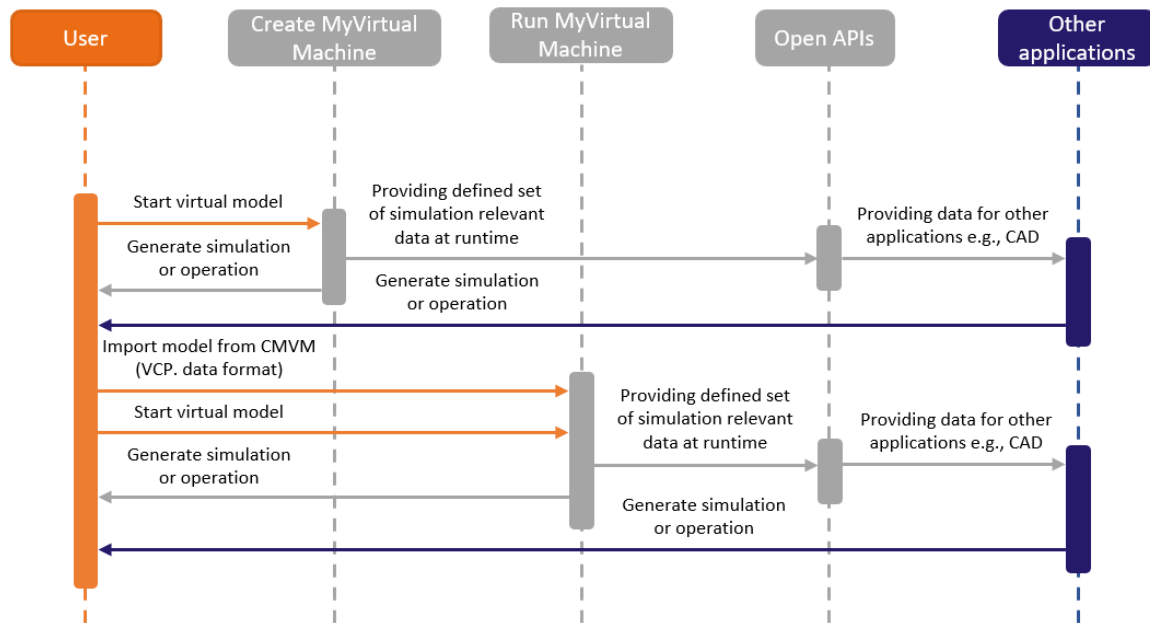 User
Create MyVirtual
Machine
Run MyVirtual
Machine
Open APIs
Other
applications
Start virtual model
Providing defined set
of simulation relevant
data at runtime
Providing data for other
applications e.g., CAD
Generate simulation
or operation
Generate simulation
or operation
Import model from CMVM
(VCP. data format)
Start virtual model
Providing defined set
of simulation relevant
data at runtime
Providing data for other
applications e.g., CAD
Generate simulation
or operation
Generate simulation
or operation